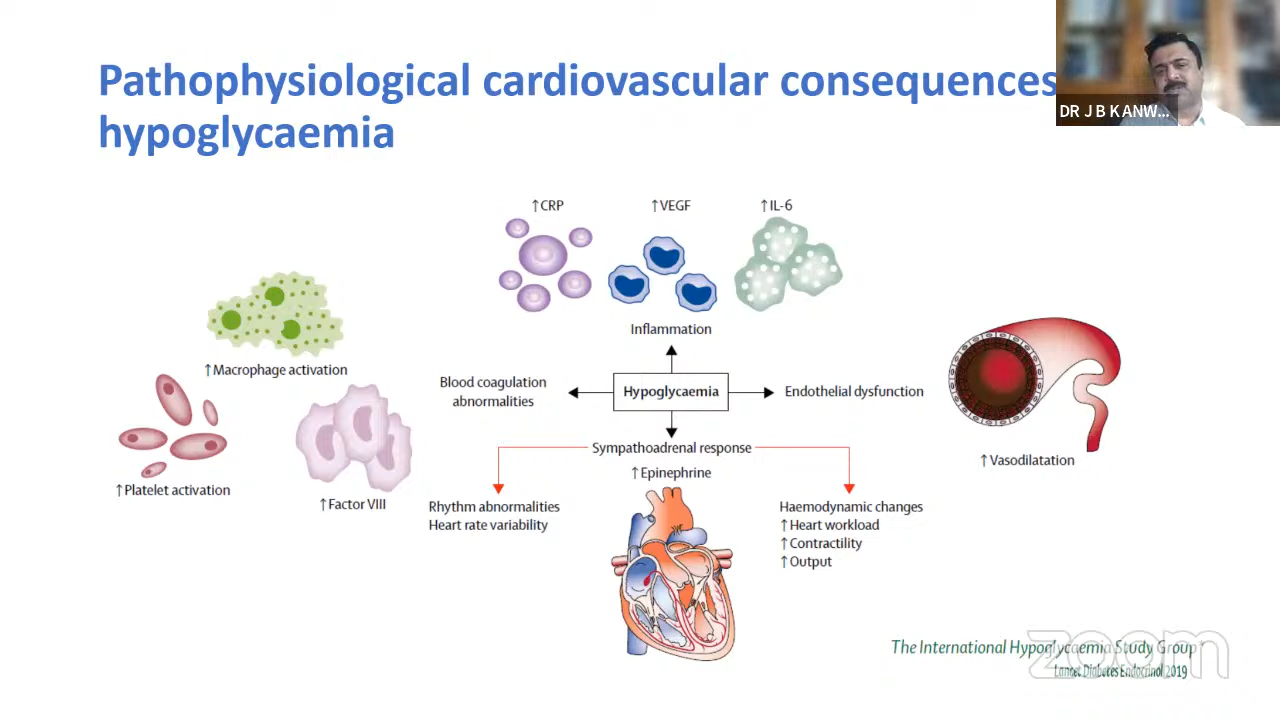 Pathophysiological cardiovascular consequences
hypoglycaemia
DR J B KANW...
↑CRP
↑VEGF
↑IL-6
Inflammation
↑Macrophage activation
Blood coagulation
abnormalities
Hypoglycaemia
Endothelial dysfunction
Sympathoadrenal response
↑Epinephrine
↑Vasodilatation
↑Platelet activation
↑Factor VIII
Rhythm abnormalities
Heart rate variability
Haemodynamic changes
↑Heart workload
↑Contractility
↑Output
The International Hypoglycaemia Study Group*
Lancet Diabetes Endocrinol 2019
zoom